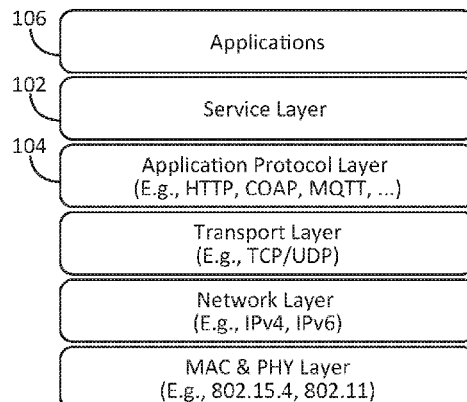 106
Applications
102
Service Layer
104
Application Protocol Layer
(E.g., HTTP, COAP, MQTT, ...)
Transport Layer
(E.g., TCP/UDP)
Network Layer
(E.g., IPv4, IPv6)
MAC & PHY Layer
(E.g., 802.15.4, 802.11)